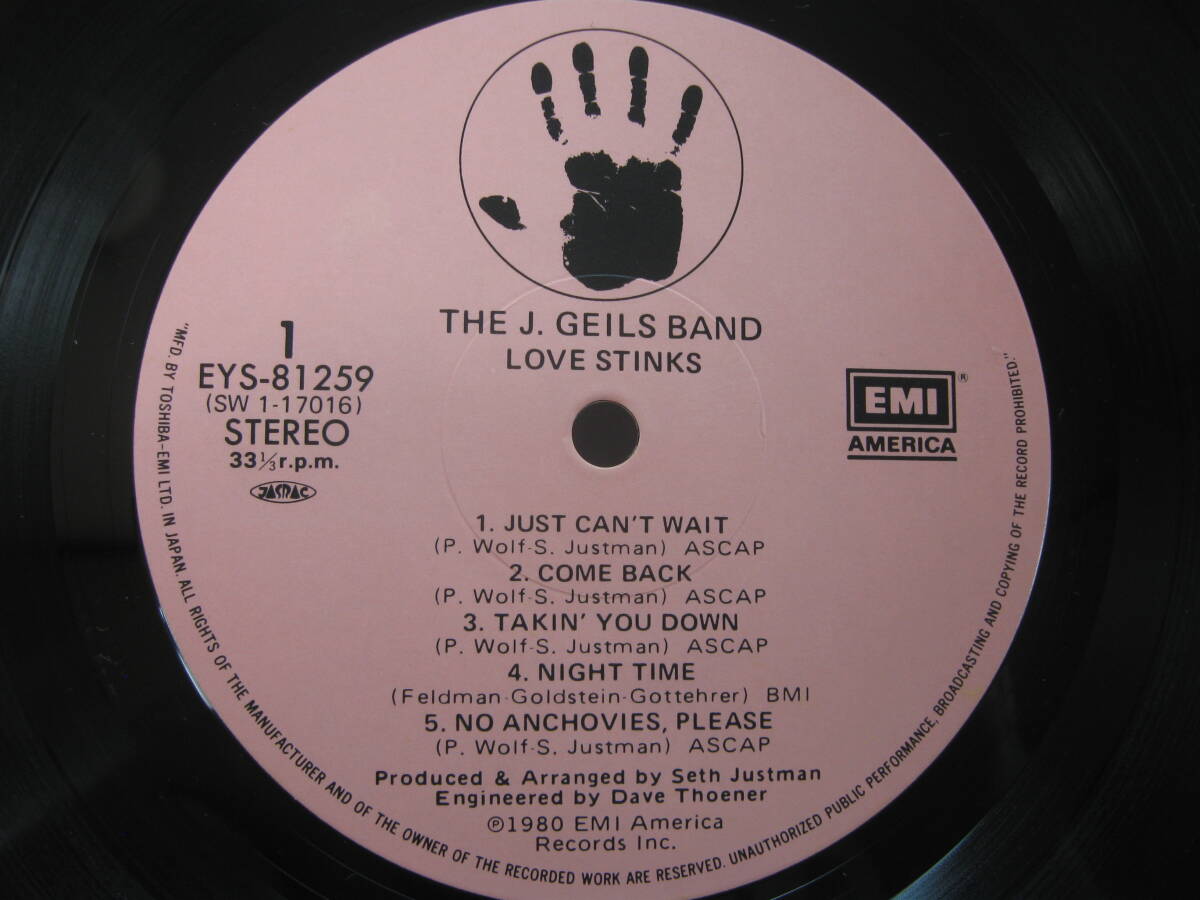 THE J. GEILS BAND
LOVE STINKS
1
EYS-81259
(SW 1-17016)
STEREO
33⅓r.p.m.
JASRAC
EMI®
AMERICA
1. JUST CAN'T WAIT
(P. Wolf-S. Justman) ASCAP
2. COME BACK
(P. Wolf-S. Justman) ASCAP
3. TAKIN' YOU DOWN
(P. Wolf-S. Justman) ASCAP
4. NIGHT TIME
(Feldman-Goldstein-Gottehrer) BMI
5. NO ANCHOVIES, PLEASE
(P. Wolf-S. Justman) ASCAP
Produced & Arranged by Seth Justman
Engineered by Dave Thoener
℗1980 EMI America
Records Inc.
"MFD. BY TOSHIBA-EMI LTD. IN JAPAN. ALL RIGHTS OF THE MANUFACTURER AND OF THE OWNER OF THE RECORDED WORK ARE RESERVED. UNAUTHORIZED PUBLIC PERFORMANCE, BROADCASTING AND COPYING OF THE RECORD PROHIBITED."